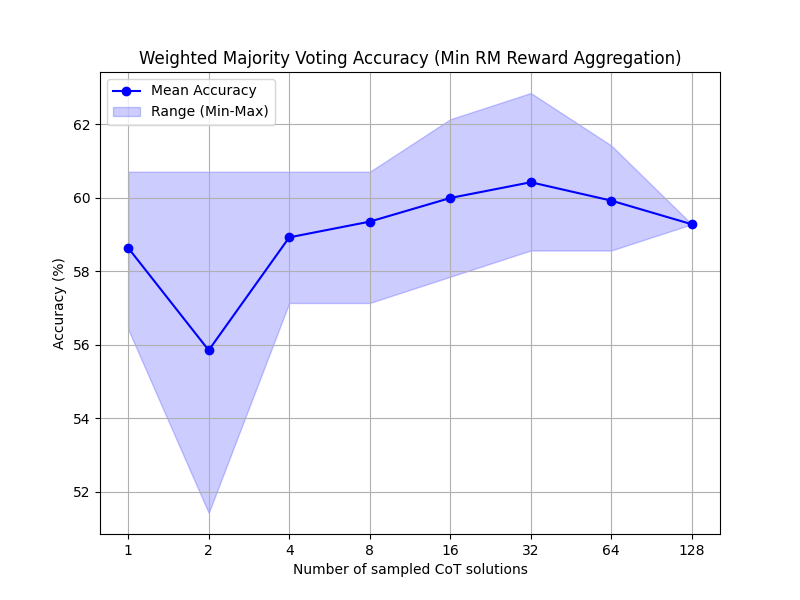 Weighted Majority Voting Accuracy (Min RM Reward Aggregation)
Mean Accuracy
Range (Min-Max)
62
60
58
56
54
52
Accuracy (%)
1 2 4 8 16 32 64 128
Number of sampled CoT solutions